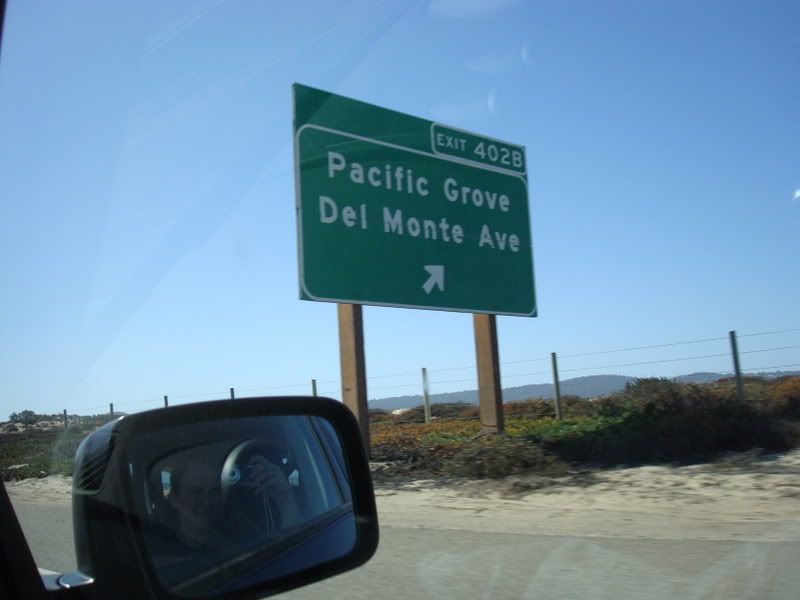 EXIT 402B
Pacific Grove
Del Monte Ave